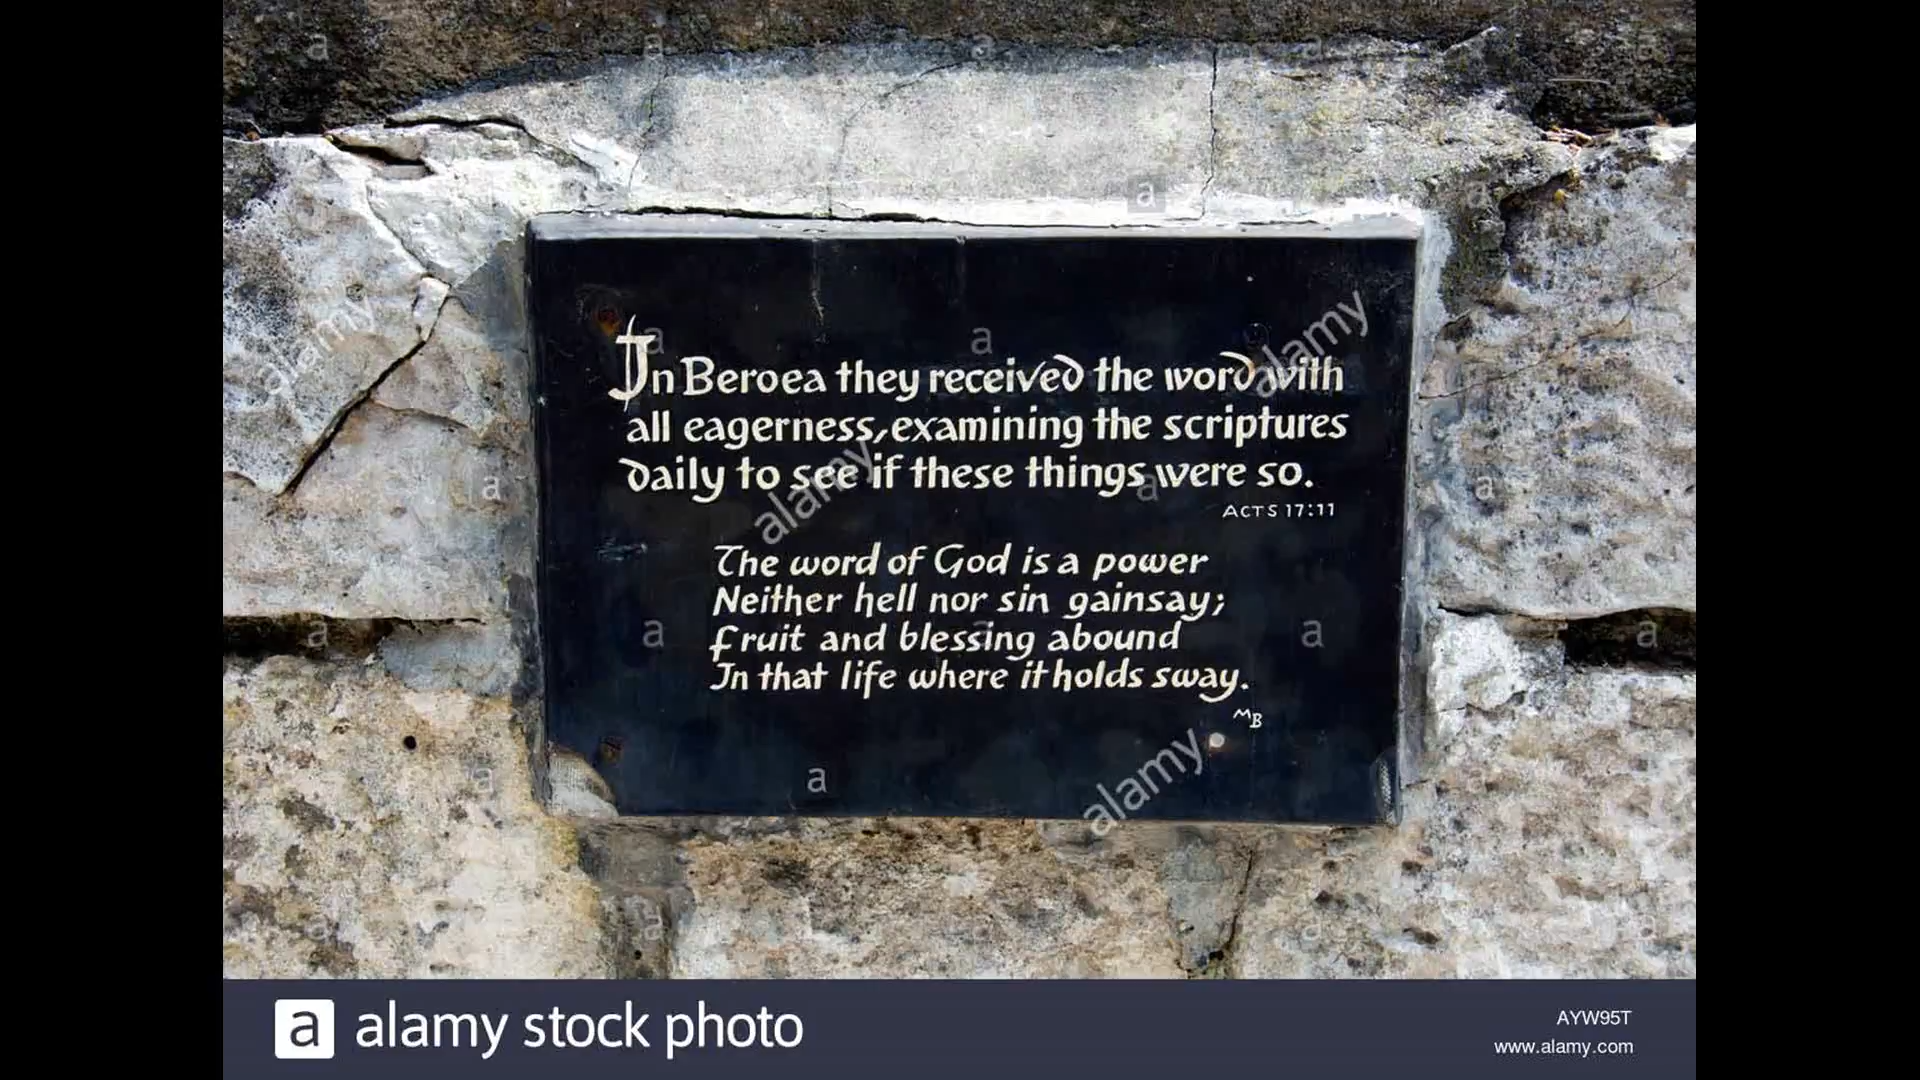 In Beroea they received the word with
all eagerness, examining the scriptures
daily to see if these things were so.
ACTS 17:11
The word of God is a power
Neither hell nor sin gainsay;
fruit and blessing abound
In that life where it holds sway.
MB
a alamy stock photo
AYW95T
www.alamy.com